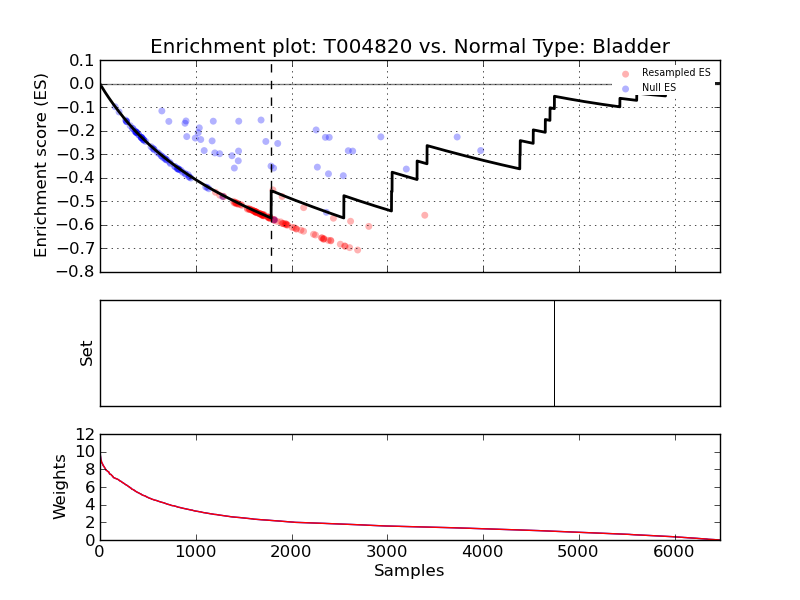 Enrichment plot: T004820 vs. Normal Type: Bladder
Enrichment score (ES)
0.1
0.0
−0.1
−0.2
−0.3
−0.4
−0.5
−0.6
−0.7
−0.8
Resampled ES
Null ES
Set
Weights
12
10
8
6
4
2
0
0 1000 2000 3000 4000 5000 6000
Samples